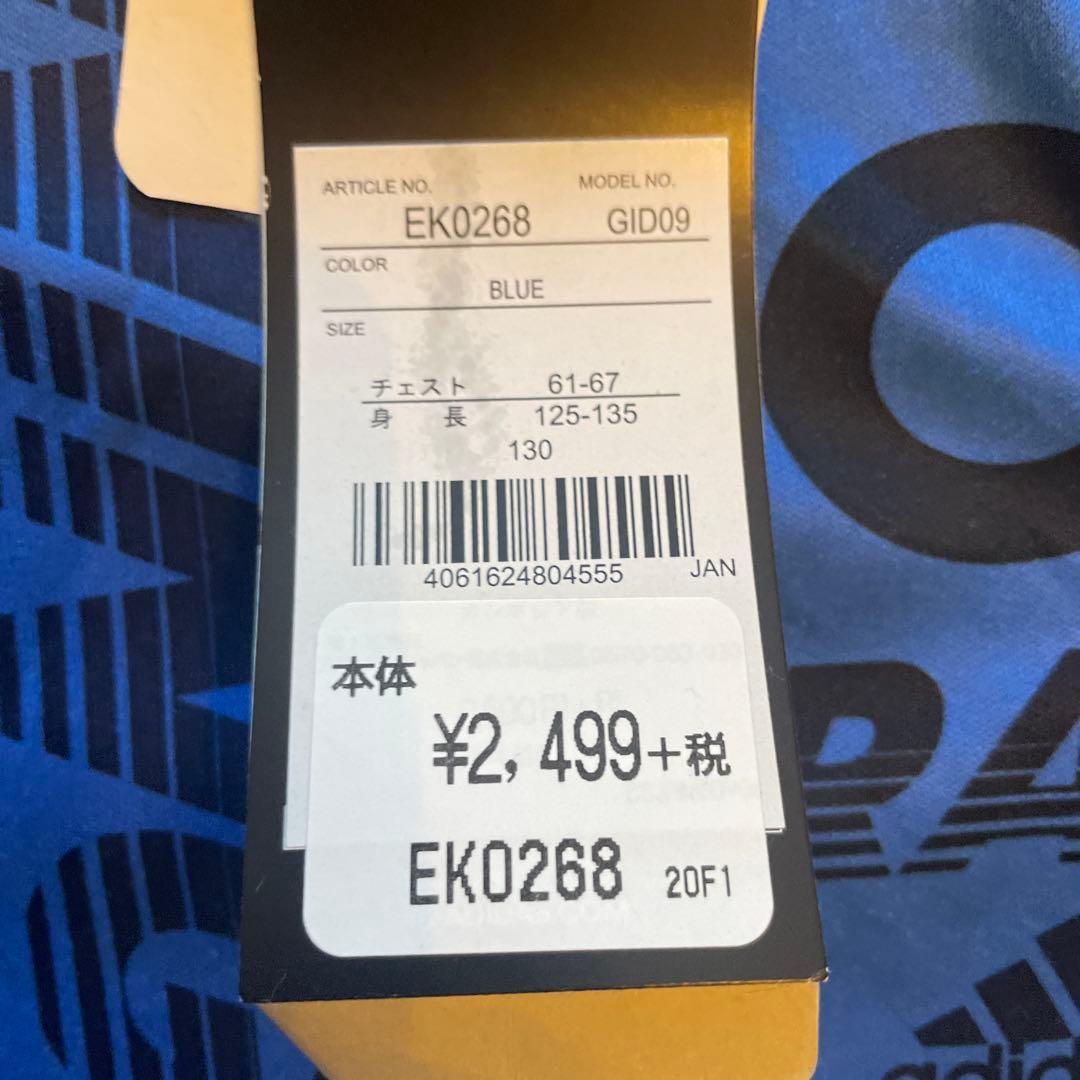 ARTICLE NO. MODEL NO.
EK0268 GID09
COLOR
BLUE
SIZE
チェスト 61-67
身長 125-135
130
4061624804555 JAN
本体
¥2,499+税
EK0268 20F1